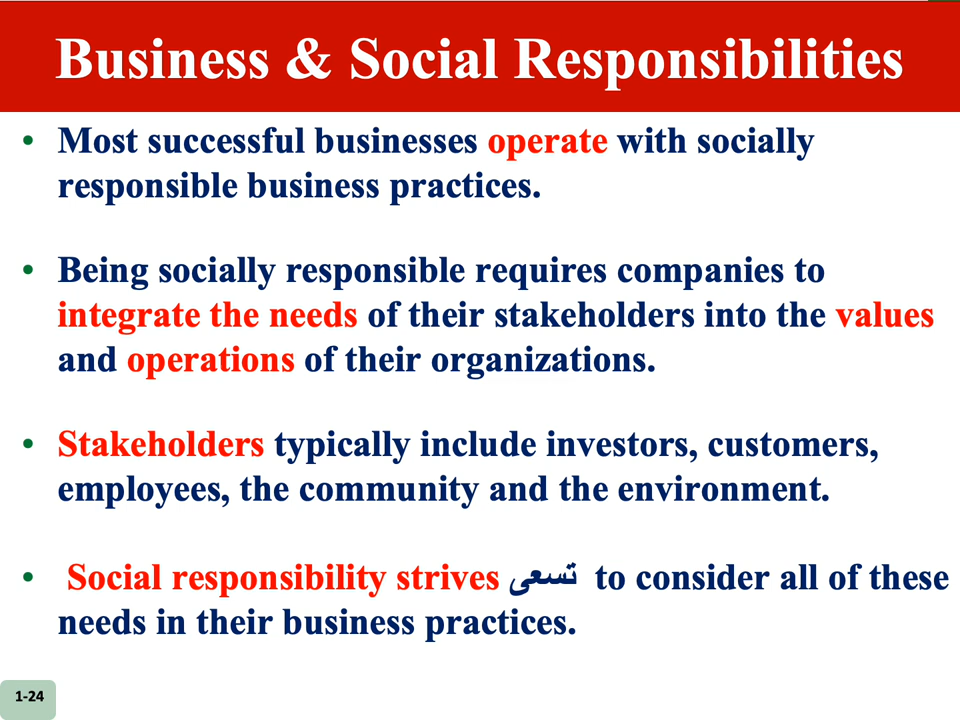 Business & Social Responsibilities
• Most successful businesses operate with socially
responsible business practices.
• Being socially responsible requires companies to
integrate the needs of their stakeholders into the values
and operations of their organizations.
• Stakeholders typically include investors, customers,
employees, the community and the environment.
• Social responsibility strives تسعى to consider all of these
needs in their business practices.
1-24